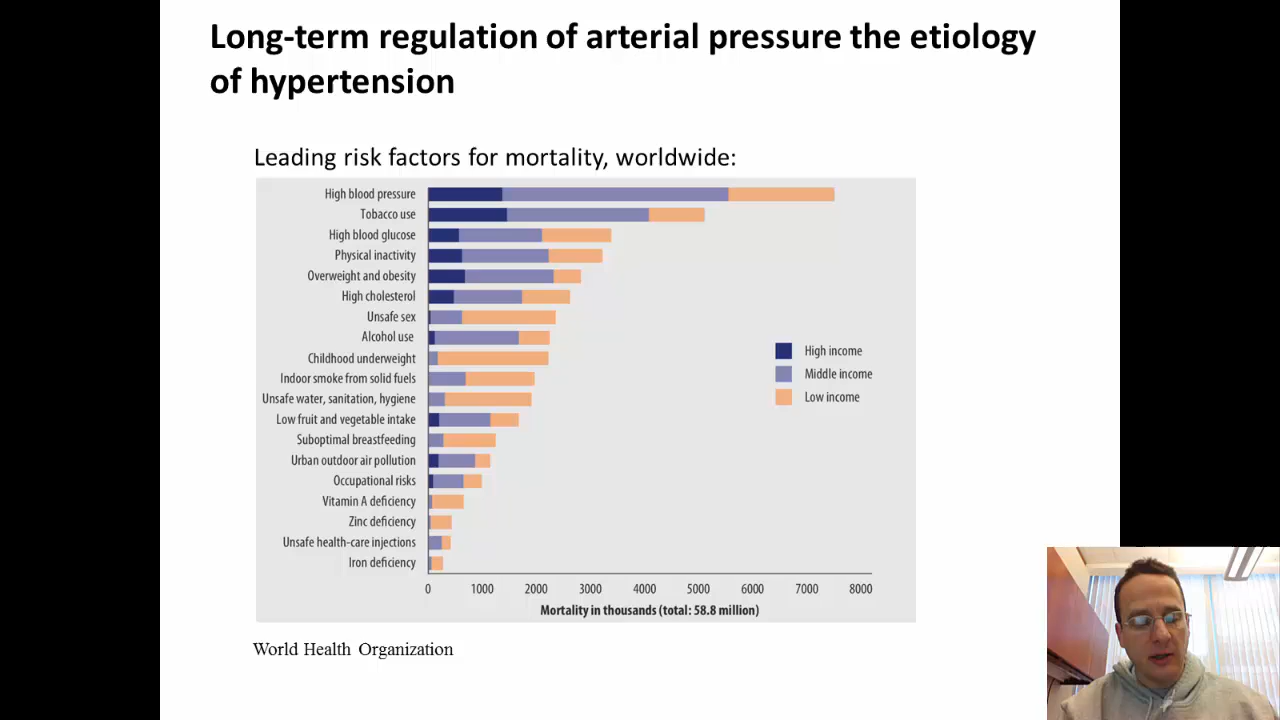 Long-term regulation of arterial pressure the etiology
of hypertension
Leading risk factors for mortality, worldwide:
High blood pressure
Tobacco use
High blood glucose
Physical inactivity
Overweight and obesity
High cholesterol
Unsafe sex
Alcohol use
Childhood underweight
Indoor smoke from solid fuels
Unsafe water, sanitation, hygiene
Low fruit and vegetable intake
Suboptimal breastfeeding
Urban outdoor air pollution
Occupational risks
Vitamin A deficiency
Zinc deficiency
Unsafe health-care injections
Iron deficiency
High income
Middle income
Low income
0 1000 2000 3000 4000 5000 6000 7000 8000
Mortality in thousands (total: 58.8 million)
World Health Organization